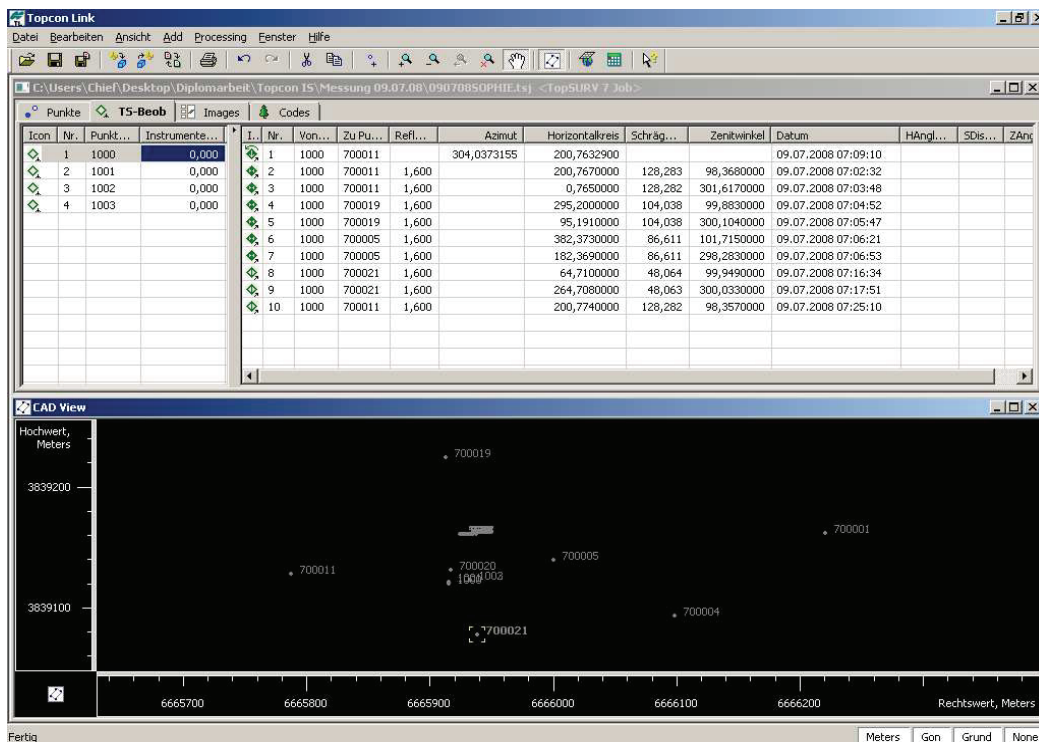 Topcon Link
Datei Bearbeiten Ansicht Add Processing Fenster Hilfe
C:\Users\Chief\Desktop\Diplomarbeit\Topcon IS\Messung 09.07.08\090708SOPHIE.tsj <TopSURV 7 Job>
Punkte TS-Beob Images Codes
Icon Nr. Punkt... Instrumente...
1 1000 0,000
2 1001 0,000
3 1002 0,000
4 1003 0,000
I.. Nr. Von... Zu Pu... Refl... Azimut Horizontalkreis Schräg... Zenitwinkel Datum HAngl... SDis... ZAng
1 1000 700011 304,0373155 200,7632900 09.07.2008 07:09:10
2 1000 700011 1,600 200,7670000 128,283 98,3680000 09.07.2008 07:02:32
3 1000 700011 1,600 0,7650000 128,282 301,6170000 09.07.2008 07:03:48
4 1000 700019 1,600 295,2000000 104,038 99,8830000 09.07.2008 07:04:52
5 1000 700019 1,600 95,1910000 104,038 300,1040000 09.07.2008 07:05:47
6 1000 700005 1,600 382,3730000 86,611 101,7150000 09.07.2008 07:06:21
7 1000 700005 1,600 182,3690000 86,611 298,2830000 09.07.2008 07:06:53
8 1000 700021 1,600 64,7100000 48,064 99,9490000 09.07.2008 07:16:34
9 1000 700021 1,600 264,7080000 48,063 300,0330000 09.07.2008 07:17:51
10 1000 700011 1,600 200,7740000 128,282 98,3570000 09.07.2008 07:25:10
CAD View
Hochwert,
Meters
700019
3839200
700001
700005
700020
700011
1003
1000
3839100
700004
700021
6665700 6665800 6665900 6666000 6666100 6666200 Rechtswert, Meters
Fertig Meters Gon Grund None